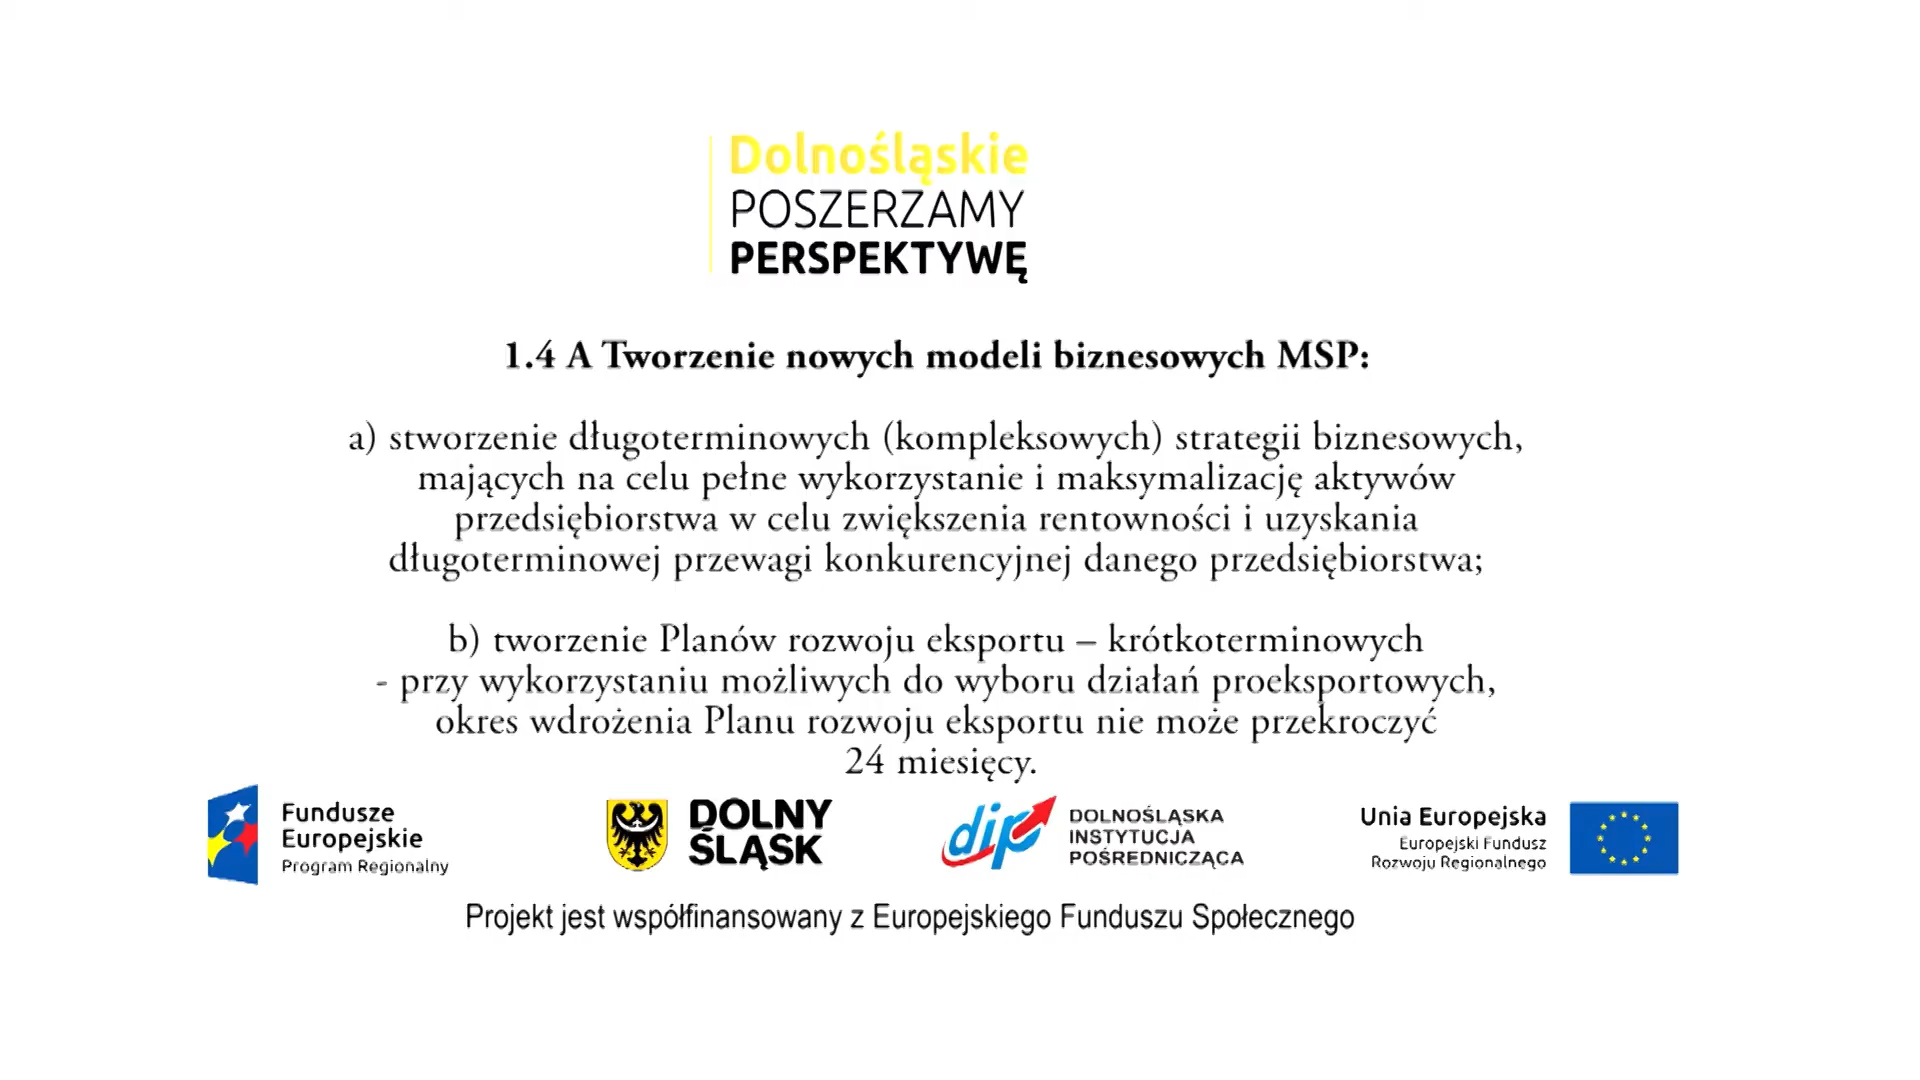 Dolnośląskie
POSZERZAMY
PERSPEKTYWĘ
1.4 A Tworzenie nowych modeli biznesowych MSP:
a) stworzenie długoterminowych (kompleksowych) strategii biznesowych,
mających na celu pełne wykorzystanie i maksymalizację aktywów
przedsiębiorstwa w celu zwiększenia rentowności i uzyskania
długoterminowej przewagi konkurencyjnej danego przedsiębiorstwa;
b) tworzenie Planów rozwoju eksportu – krótkoterminowych
- przy wykorzystaniu możliwych do wyboru działań proeksportowych,
okres wdrożenia Planu rozwoju eksportu nie może przekroczyć
24 miesięcy.
Fundusze
Europejskie
Program Regionalny
DOLNY
ŚLĄSK
dip
DOLNOŚLĄSKA
INSTYTUCJA
POŚREDNICZĄCA
Unia Europejska
Europejski Fundusz
Rozwoju Regionalnego
Projekt jest współfinansowany z Europejskiego Funduszu Społecznego